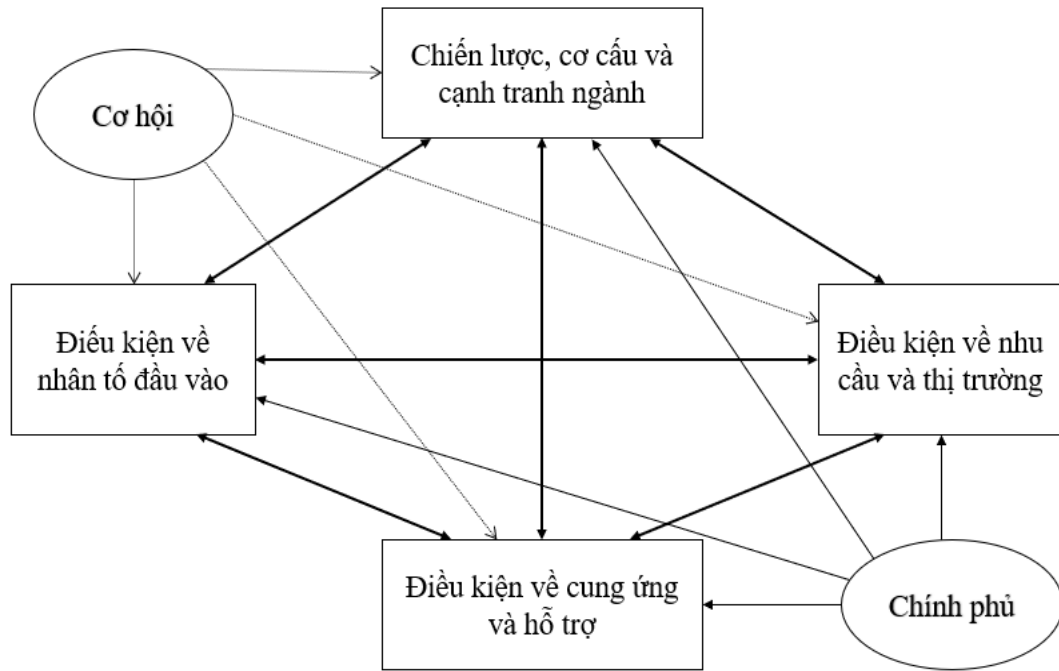 Chiến lược, cơ cấu và
cạnh tranh ngành
Cơ hội
Điếu kiện về
nhân tố đầu vào
Điều kiện về nhu
cầu và thị trường
Điều kiện về cung ứng
và hỗ trợ
Chính phủ